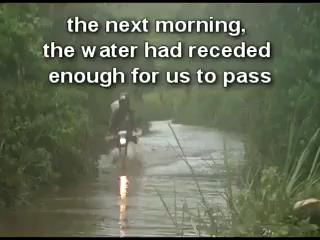 the next morning,
the water had receded
enough for us to pass